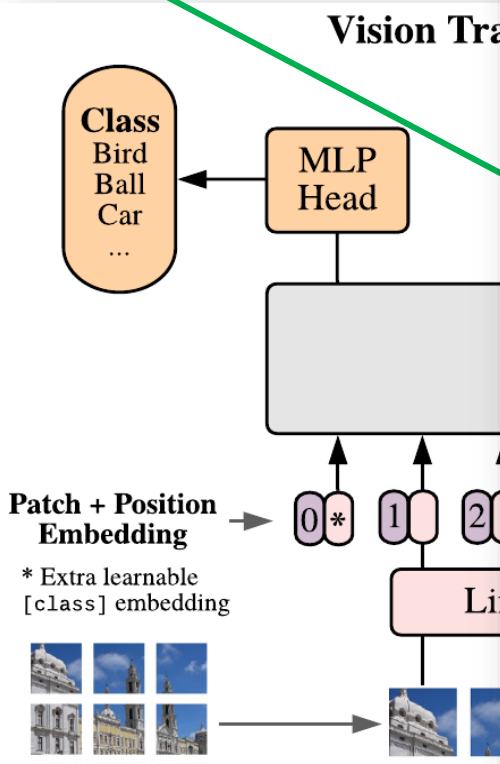 Vision Tra
Class
Bird
Ball
Car
...
MLP
Head
Patch + Position
Embedding
0 * 1 2
* Extra learnable
[class] embedding
Li